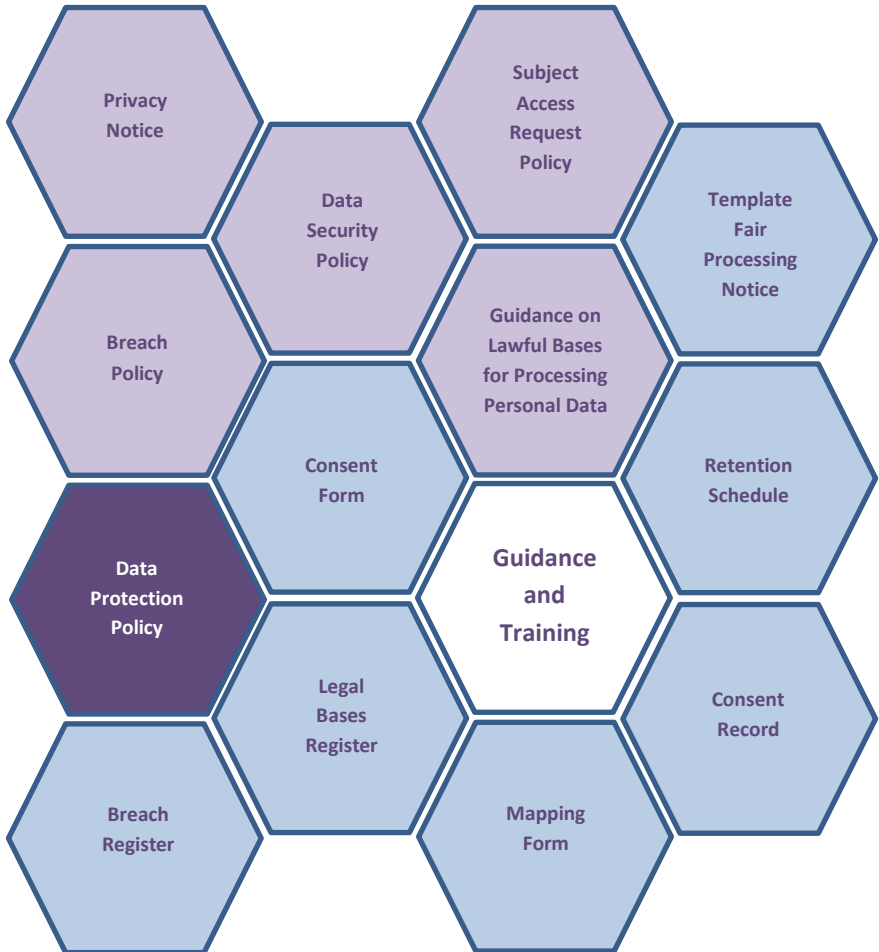 Privacy
Notice
Subject
Access
Request
Policy
Data
Security
Policy
Template
Fair
Processing
Notice
Breach
Policy
Guidance on
Lawful Bases
for Processing
Personal Data
Consent
Form
Retention
Schedule
Data
Protection
Policy
Guidance
and
Training
Legal
Bases
Register
Consent
Record
Breach
Register
Mapping
Form